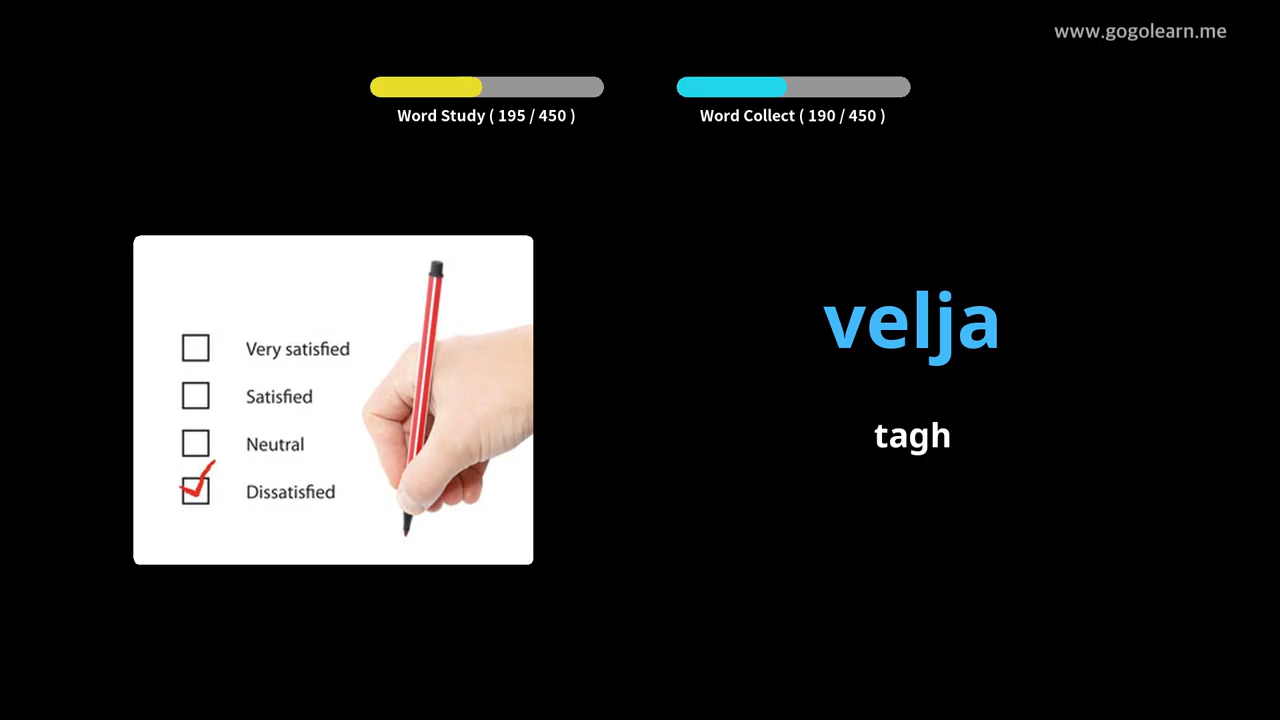 www.gogolearn.me
Word Study ( 195 / 450 )
Word Collect ( 190 / 450 )
Very satisfied
Satisfied
Neutral
Dissatisfied
velja
tagh